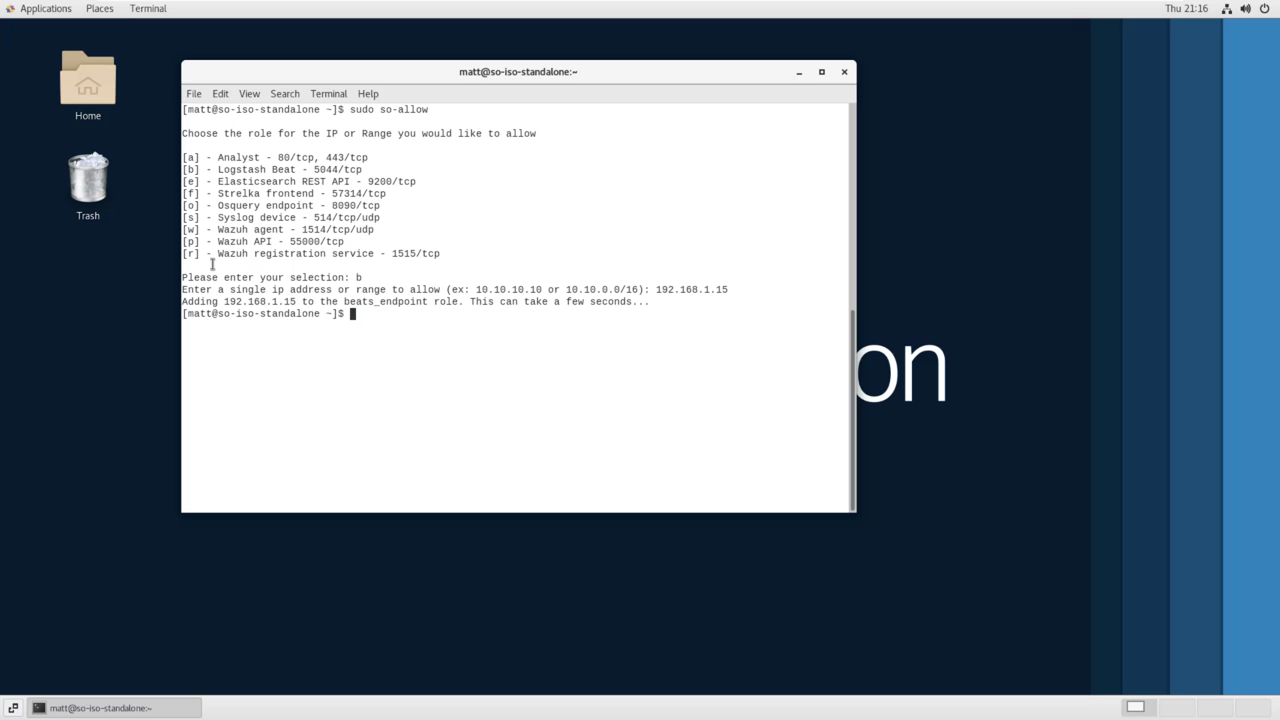 Applications Places Terminal Thu 21:16
Home
Trash
matt@so-iso-standalone:~
File Edit View Search Terminal Help
[matt@so-iso-standalone ~]$ sudo so-allow
Choose the role for the IP or Range you would like to allow
[a] - Analyst - 80/tcp, 443/tcp
[b] - Logstash Beat - 5044/tcp
[e] - Elasticsearch REST API - 9200/tcp
[f] - Strelka frontend - 57314/tcp
[o] - Osquery endpoint - 8090/tcp
[s] - Syslog device - 514/tcp/udp
[w] - Wazuh agent - 1514/tcp/udp
[p] - Wazuh API - 55000/tcp
[r] - Wazuh registration service - 1515/tcp
Please enter your selection: b
Enter a single ip address or range to allow (ex: 10.10.10.10 or 10.10.0.0/16): 192.168.1.15
Adding 192.168.1.15 to the beats_endpoint role. This can take a few seconds...
[matt@so-iso-standalone ~]$
on
matt@so-iso-standalone:~